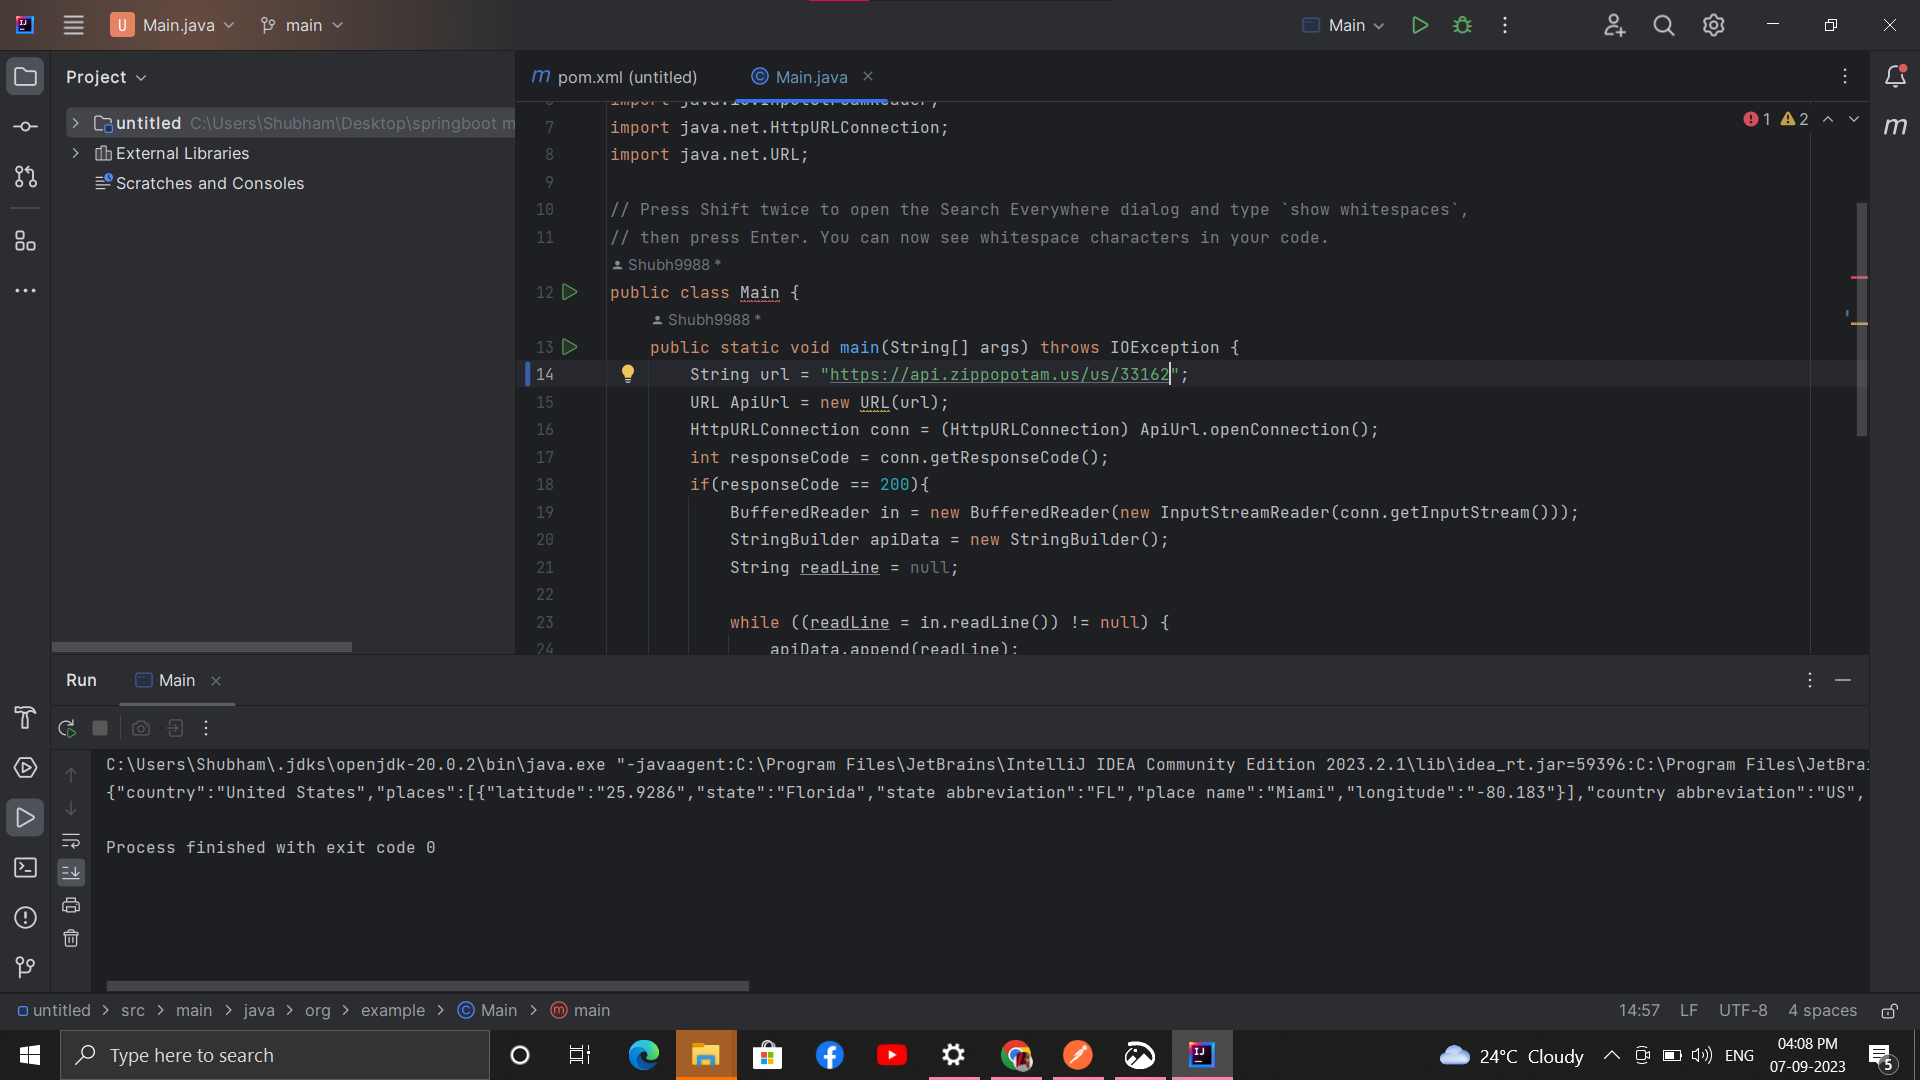 U Main.java main Main
Project
untitled C:\Users\Shubham\Desktop\springboot m
External Libraries
Scratches and Consoles
m pom.xml (untitled) Main.java
1 2
m
7 import java.net.HttpURLConnection;
8 import java.net.URL;
9
10 // Press Shift twice to open the Search Everywhere dialog and type `show whitespaces`,
11 // then press Enter. You can now see whitespace characters in your code.
Shubh9988 *
12 public class Main {
Shubh9988 *
13 public static void main(String[] args) throws IOException {
14 String url = "https://api.zippopotam.us/us/33162";
15 URL ApiUrl = new URL(url);
16 HttpURLConnection conn = (HttpURLConnection) ApiUrl.openConnection();
17 int responseCode = conn.getResponseCode();
18 if(responseCode == 200){
19 BufferedReader in = new BufferedReader(new InputStreamReader(conn.getInputStream()));
20 StringBuilder apiData = new StringBuilder();
21 String readLine = null;
22
23 while ((readLine = in.readLine()) != null) {
24 apiData.append(readLine);
Run Main
C:\Users\Shubham\.jdks\openjdk-20.0.2\bin\java.exe "-javaagent:C:\Program Files\JetBrains\IntelliJ IDEA Community Edition 2023.2.1\lib\idea_rt.jar=59396:C:\Program Files\JetBrai
{"country":"United States","places":[{"latitude":"25.9286","state":"Florida","state abbreviation":"FL","place name":"Miami","longitude":"-80.183"}],"country abbreviation":"US",
Process finished with exit code 0
untitled > src > main > java > org > example > Main > main
14:57 LF UTF-8 4 spaces
Type here to search
24°C Cloudy
ENG
04:08 PM
07-09-2023
5